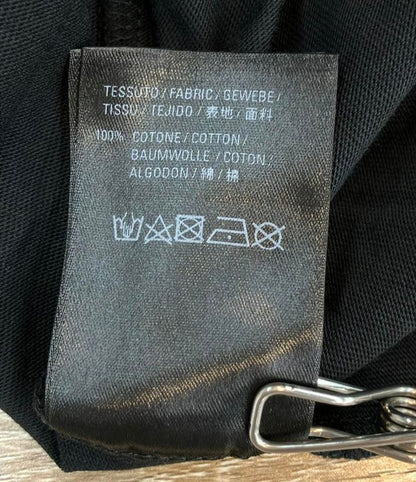 TESSUTO / FABRIC / GEWEBE /
TISSU / TEJIDO / 表地 / 面料
100% COTONE / COTTON /
BAUMWOLLE / COTON /
ALGODON / 綿 / 棉